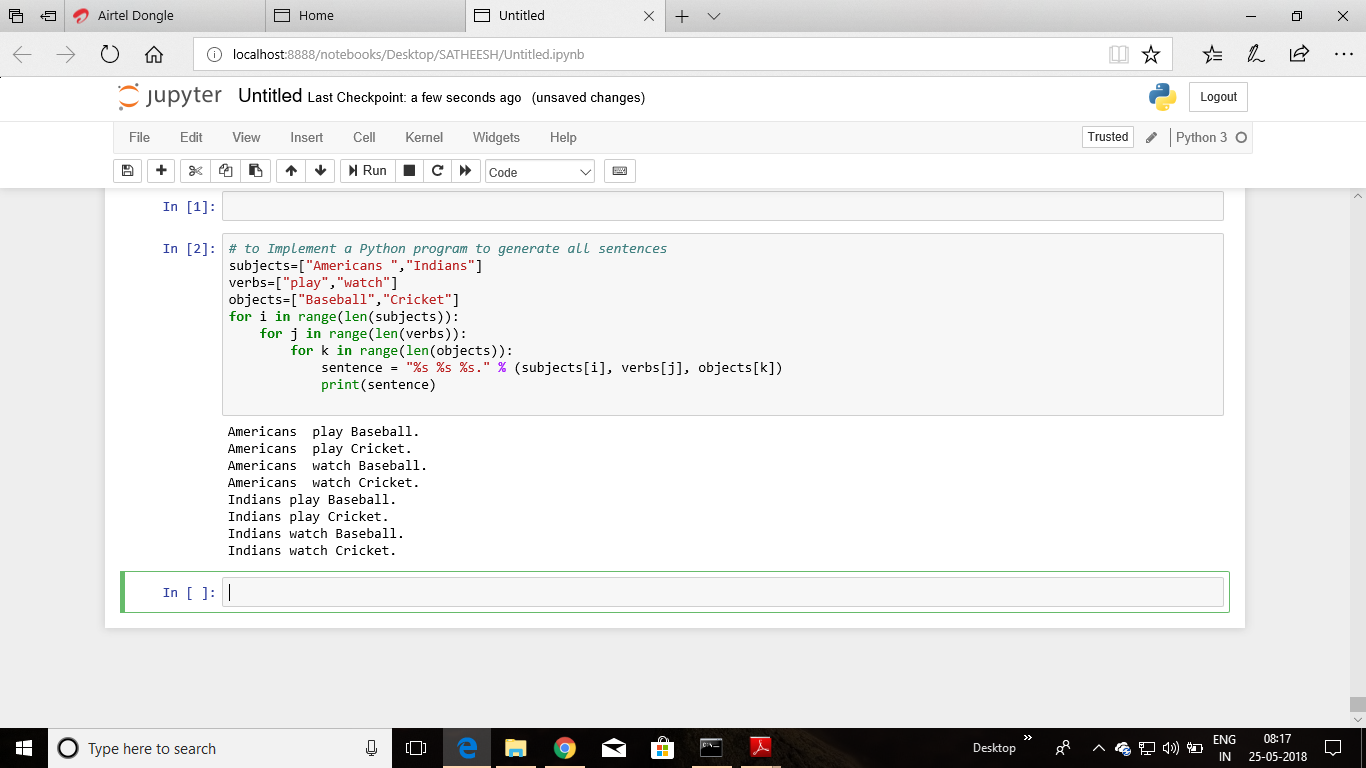 Airtel Dongle
Home
Untitled
localhost:8888/notebooks/Desktop/SATHEESH/Untitled.ipynb
jupyter Untitled Last Checkpoint: a few seconds ago (unsaved changes)
Logout
File Edit View Insert Cell Kernel Widgets Help
Trusted
Python 3
Run
Code
In [1]:
In [2]:
# to Implement a Python program to generate all sentences
subjects=["Americans ","Indians"]
verbs=["play","watch"]
objects=["Baseball","Cricket"]
for i in range(len(subjects)):
    for j in range(len(verbs)):
        for k in range(len(objects)):
            sentence = "%s %s %s." % (subjects[i], verbs[j], objects[k])
            print(sentence)
Americans  play Baseball.
Americans  play Cricket.
Americans  watch Baseball.
Americans  watch Cricket.
Indians play Baseball.
Indians play Cricket.
Indians watch Baseball.
Indians watch Cricket.
In [ ]:
Type here to search
Desktop
ENG
IN
08:17
25-05-2018